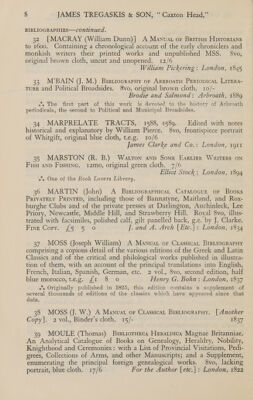 8 JAMES TREGASKIS & SON, "Caxton Head,"
BIBLIOGRAPHIES—continued.
32 [MACRAY (William Dunn)] A Manual of British Historians
to 1600. Containing a chronological account of the early chroniclers and
monkish writers their printed works and unpublished MSS. 8vo,
original brown cloth, uncut and unopened. 12/6
William Pickering: London, 1845
33 M'BAIN (J. M.) Bibliography of Arbroath Periodical Litera-
ture and Political Broadsides. 8vo, original brown cloth. 10/-
Brodie and Salmond: Arbroath, 1889
∴ The first part of this work is devoted to the history of Arbroath
periodicals, the second to Political and Municipal Broadsides.
34 MARPRELATE TRACTS, 1588, 1589. Edited with notes
historical and explanatory by William Pierce. 8vo, frontispiece portrait
of Whitgift, original blue cloth, t.e.g. 10/6
James Clarke and Co.: London, 1911
35 MARSTON (R. B.) Walton and Some Earlier Writers on
Fish and Fishing. 12mo, original green cloth. 7/6
Elliot Stock: London, 1894
∴ One of the Book Lovers Library.
36 MARTIN (John) A Bibliographical Catalogue of Books
Privately Printed, including those of Bannatyne, Maitland, and Rox-
burghe Clubs and of the private presses at Darlington, Auchinleck, Lee
Priory, Newcastle, Middle Hill, and Strawberry Hill. Royal 8vo, illus-
trated with facsimiles, polished calf, gilt panelled back, g.e. by J. Clarke.
Fine Copy. £5 5 0 J. and A. Arch [Etc.]: London, 1834
37 MOSS (Joseph William) A Manual of Classical Bibliography
comprising a copious detail of the various editions of the Greek and Latin
Classics and of the critical and philological works published in illustra-
tion of them, with an account of the principal translations into English,
French, Italian, Spanish, German, etc. 2 vol., 8vo, second edition, half
blue morocco, t.e.g. £1 8 0 Henry G. Bohn: London, 1837
∴ Originally published in 1825, this edition contains a supplement of
several thousands of editions of the classics which have appeared since that
date.
38 MOSS (J. W.) A Manual of Classical Bibliography. [Another
Copy]. 2 vol., Binder's cloth. 15/- 1837
39 MOULE (Thomas) Bibliotheca Heraldica Magnae Britanniae.
An Analytical Catalogue of Books on Genealogy, Heraldry, Nobility,
Knighthood and Ceremonies: with a List of Provincial Visitations, Pedi-
grees, Collections of Arms, and other Manuscripts; and a Supplement,
enumerating the principal foreign genealogical works. 8vo, lacking
portrait, blue cloth. 17/6 For the Author [etc.]: London, 1822